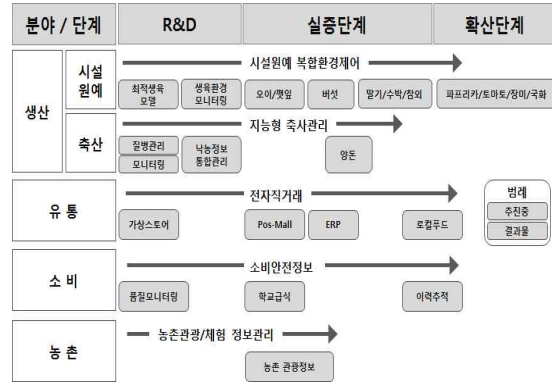 분야 / 단계
R&D
실증단계
확산단계
생산
시설
원예
시설원예 복합환경제어
최적생육
모델
생육환경
모니터링
오이/깻잎
버섯
딸기/수박/참외
파프리카/토마토/장미/국화
축산
지능형 축사관리
질병관리
모니터링
낙농정보
통합관리
양돈
유 통
전자직거래
가상스토어
Pos-Mall
ERP
로컬푸드
범례
추진중
결과물
소 비
소비안전정보
품질모니터링
학교급식
이력추적
농 촌
농촌관광/체험 정보관리
농촌 관광정보